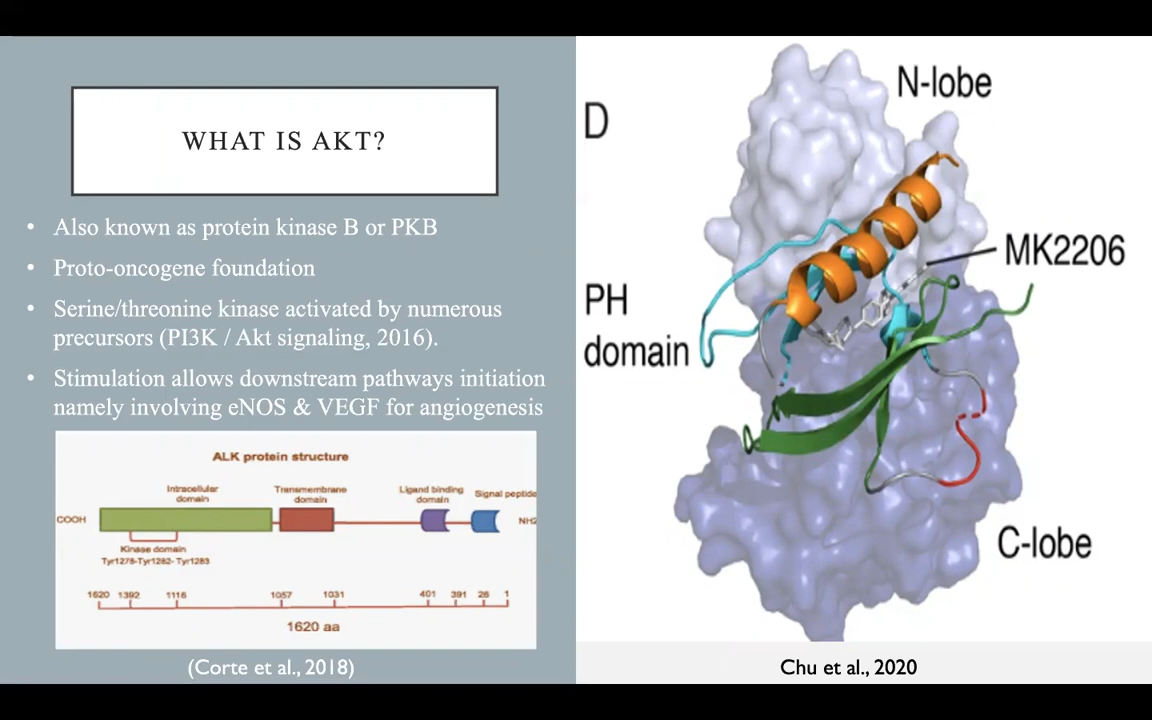 WHAT IS AKT?
• Also known as protein kinase B or PKB
• Proto-oncogene foundation
• Serine/threonine kinase activated by numerous
precursors (PI3K / Akt signaling, 2016).
• Stimulation allows downstream pathways initiation
namely involving eNOS & VEGF for angiogenesis
ALK protein structure
Intracellular
domain
Transmembrane
domain
Ligand binding
domain
Signal peptide
COOH
NH2
Kinase domain
Tyr1278-Tyr1282- Tyr1283
1620 1392 1116 1057 1031 401 391 26 1
1620 aa
(Corte et al., 2018)
D
N-lobe
MK2206
PH
domain
C-lobe
Chu et al., 2020